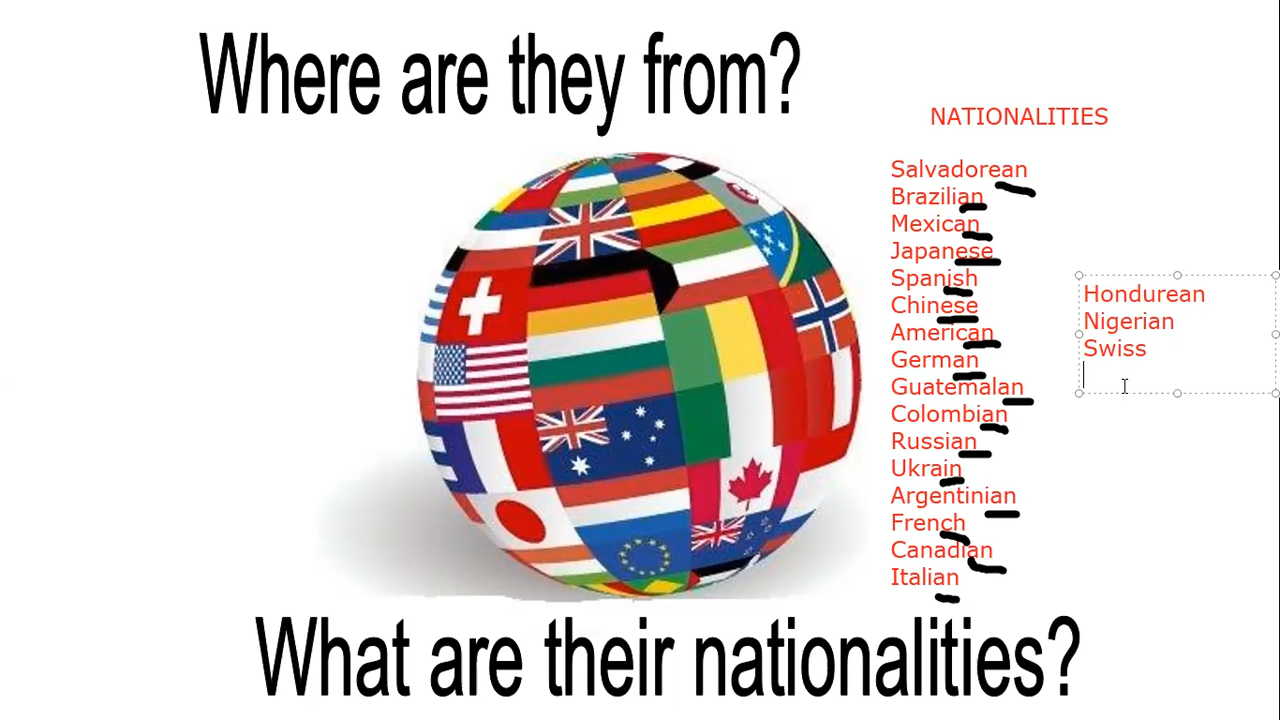 Where are they from?
NATIONALITIES
Salvadorean
Brazilian
Mexican
Japanese
Spanish
Chinese
American
German
Guatemalan
Colombian
Russian
Ukrain
Argentinian
French
Canadian
Italian
Hondurean
Nigerian
Swiss
What are their nationalities?